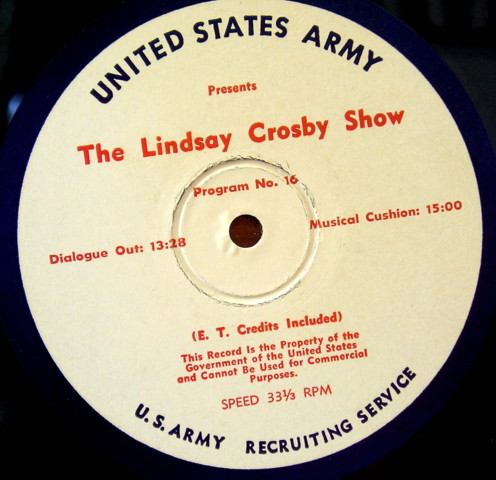 UNITED STATES ARMY
Presents
The Lindsay Crosby Show
Program No. 16
Dialogue Out: 13:28
Musical Cushion: 15:00
(E. T. Credits Included)
This Record Is the Property of the
Government of the United States
and Cannot Be Used for Commercial
Purposes.
SPEED 33⅓ RPM
U.S. ARMY RECRUITING SERVICE